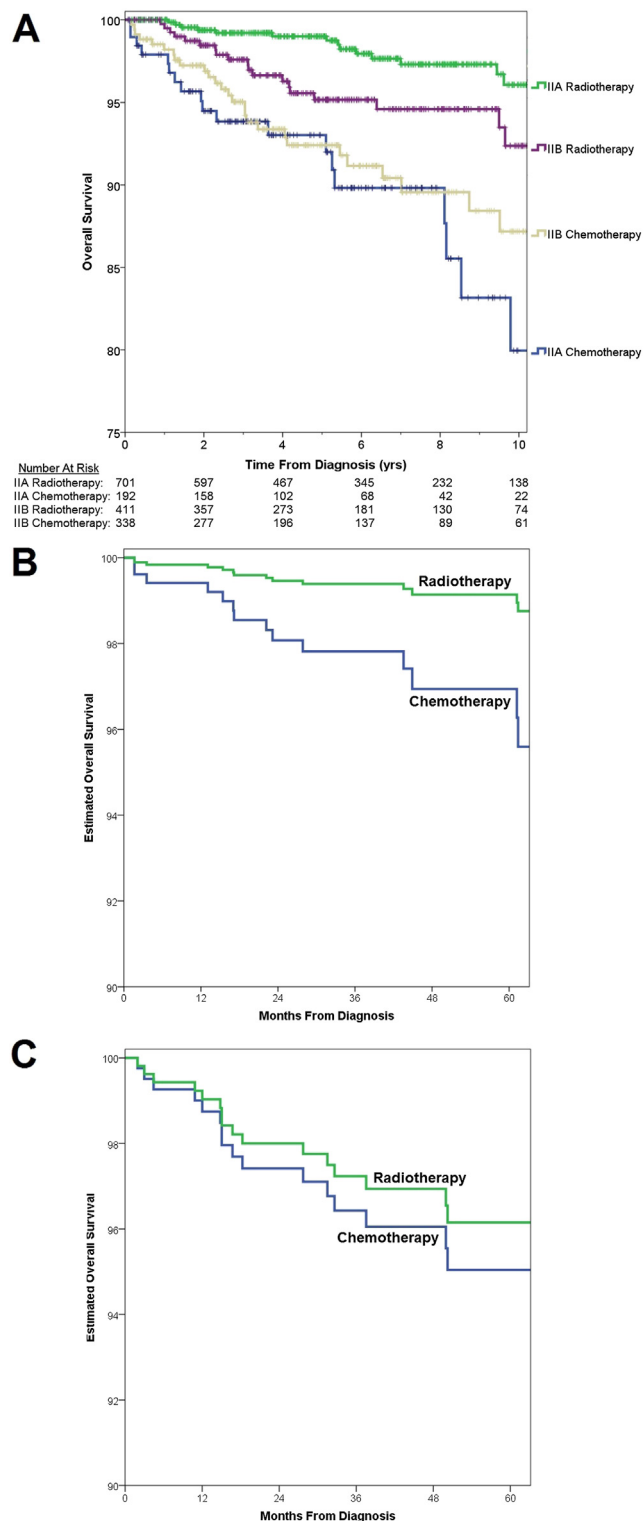 A
100
95
90
85
80
75
Overall Survival
IIA Radiotherapy
IIB Radiotherapy
IIB Chemotherapy
IIA Chemotherapy
0 2 4 6 8 10
Time From Diagnosis (yrs)
Number At Risk
IIA Radiotherapy: 701 597 467 345 232 138
IIA Chemotherapy: 192 158 102 68 42 22
IIB Radiotherapy: 411 357 273 181 130 74
IIB Chemotherapy: 338 277 196 137 89 61
B
100
98
96
94
92
90
Estimated Overall Survival
Radiotherapy
Chemotherapy
0 12 24 36 48 60
Months From Diagnosis
C
100
98
96
94
92
90
Estimated Overall Survival
Radiotherapy
Chemotherapy
0 12 24 36 48 60
Months From Diagnosis